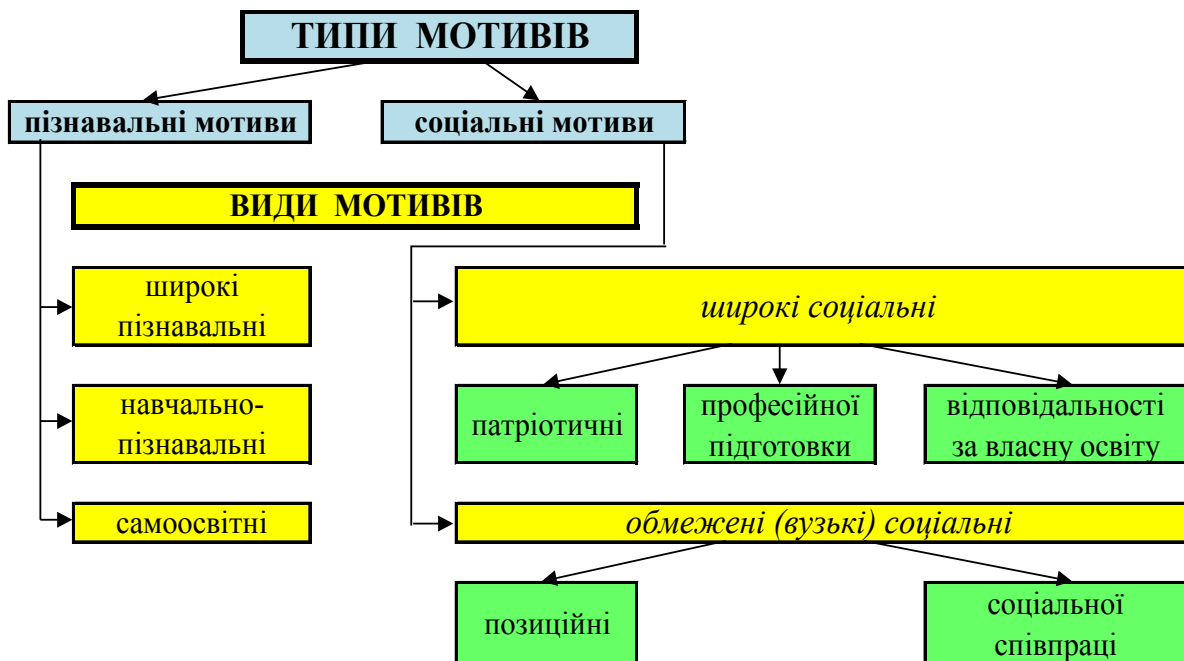 ТИПИ МОТИВІВ
пізнавальні мотиви
соціальні мотиви
ВИДИ МОТИВІВ
широкі
пізнавальні
широкі соціальні
навчально-
пізнавальні
патріотичні
професійної
підготовки
відповідальності
за власну освіту
самоосвітні
обмежені (вузькі) соціальні
позиційні
соціальної
співпраці